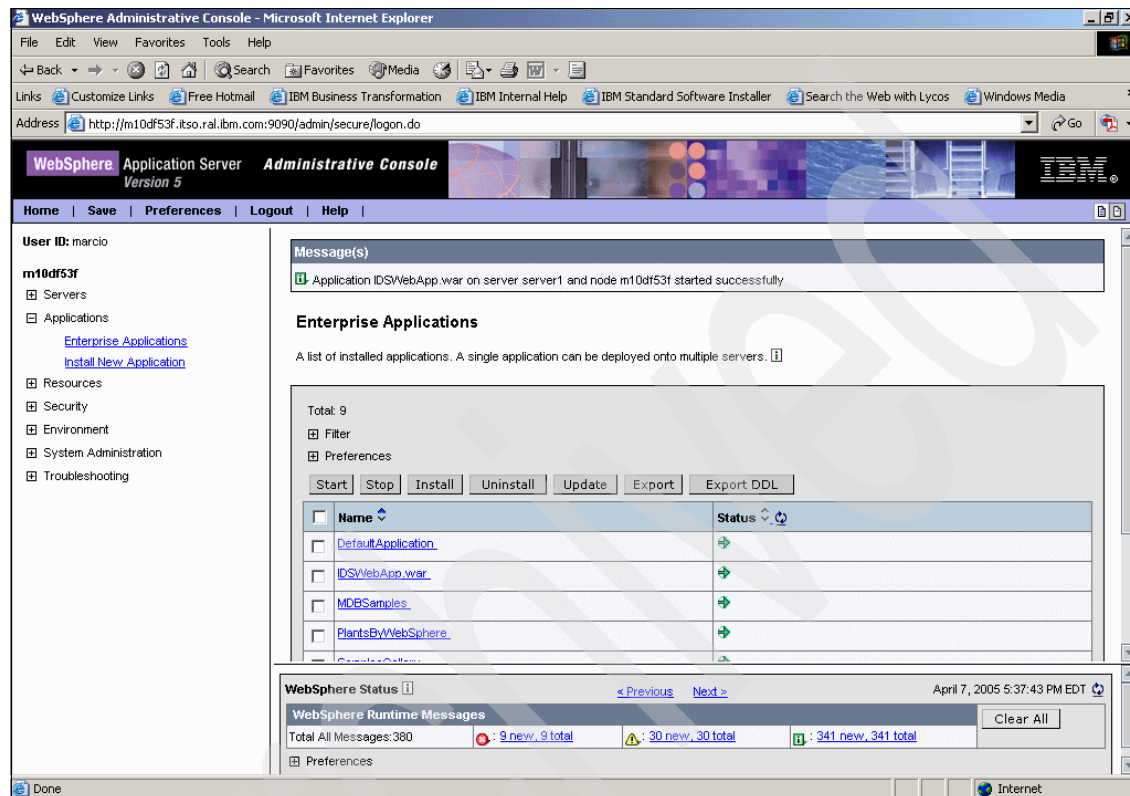 WebSphere Administrative Console - Microsoft Internet Explorer
File Edit View Favorites Tools Help
Back Search Favorites Media
Links Customize Links Free Hotmail IBM Business Transformation IBM Internal Help IBM Standard Software Installer Search the Web with Lycos Windows Media
Address http://m10df53f.itso.ral.ibm.com:9090/admin/secure/logon.do Go
WebSphere Application Server Administrative Console
Version 5
IBM
Home | Save | Preferences | Logout | Help |
User ID: marcio
m10df53f
Servers
Applications
Enterprise Applications
Install New Application
Resources
Security
Environment
System Administration
Troubleshooting
Message(s)
Application IDSWebApp.war on server server1 and node m10df53f started successfully
Enterprise Applications
A list of installed applications. A single application can be deployed onto multiple servers.
Total: 9
Filter
Preferences
Start Stop Install Uninstall Update Export Export DDL
Name Status
DefaultApplication
IDSWebApp.war
MDBSamples
PlantsByWebSphere
WebSphere Status < Previous Next > April 7, 2005 5:37:43 PM EDT
WebSphere Runtime Messages
Clear All
Total All Messages:380 : 9 new, 9 total : 30 new, 30 total : 341 new, 341 total
Preferences
Done Internet